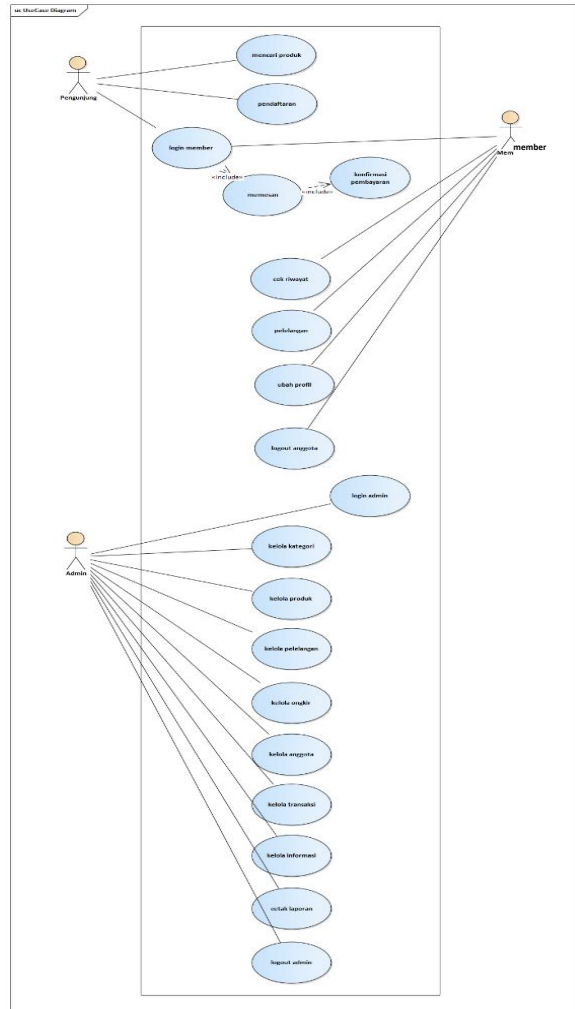 uc UseCase Diagram
mencari produk
Pengunjung
pendaftaran
login member
Mem member
«include»
memesan
«include»
konfirmasi
pembayaran
cek riwayat
pelelangan
ubah profil
logout anggota
login admin
Admin
kelola kategori
kelola produk
kelola pelelangan
kelola ongkir
kelola anggota
kelola transaksi
kelola informasi
cetak laporan
logout admin